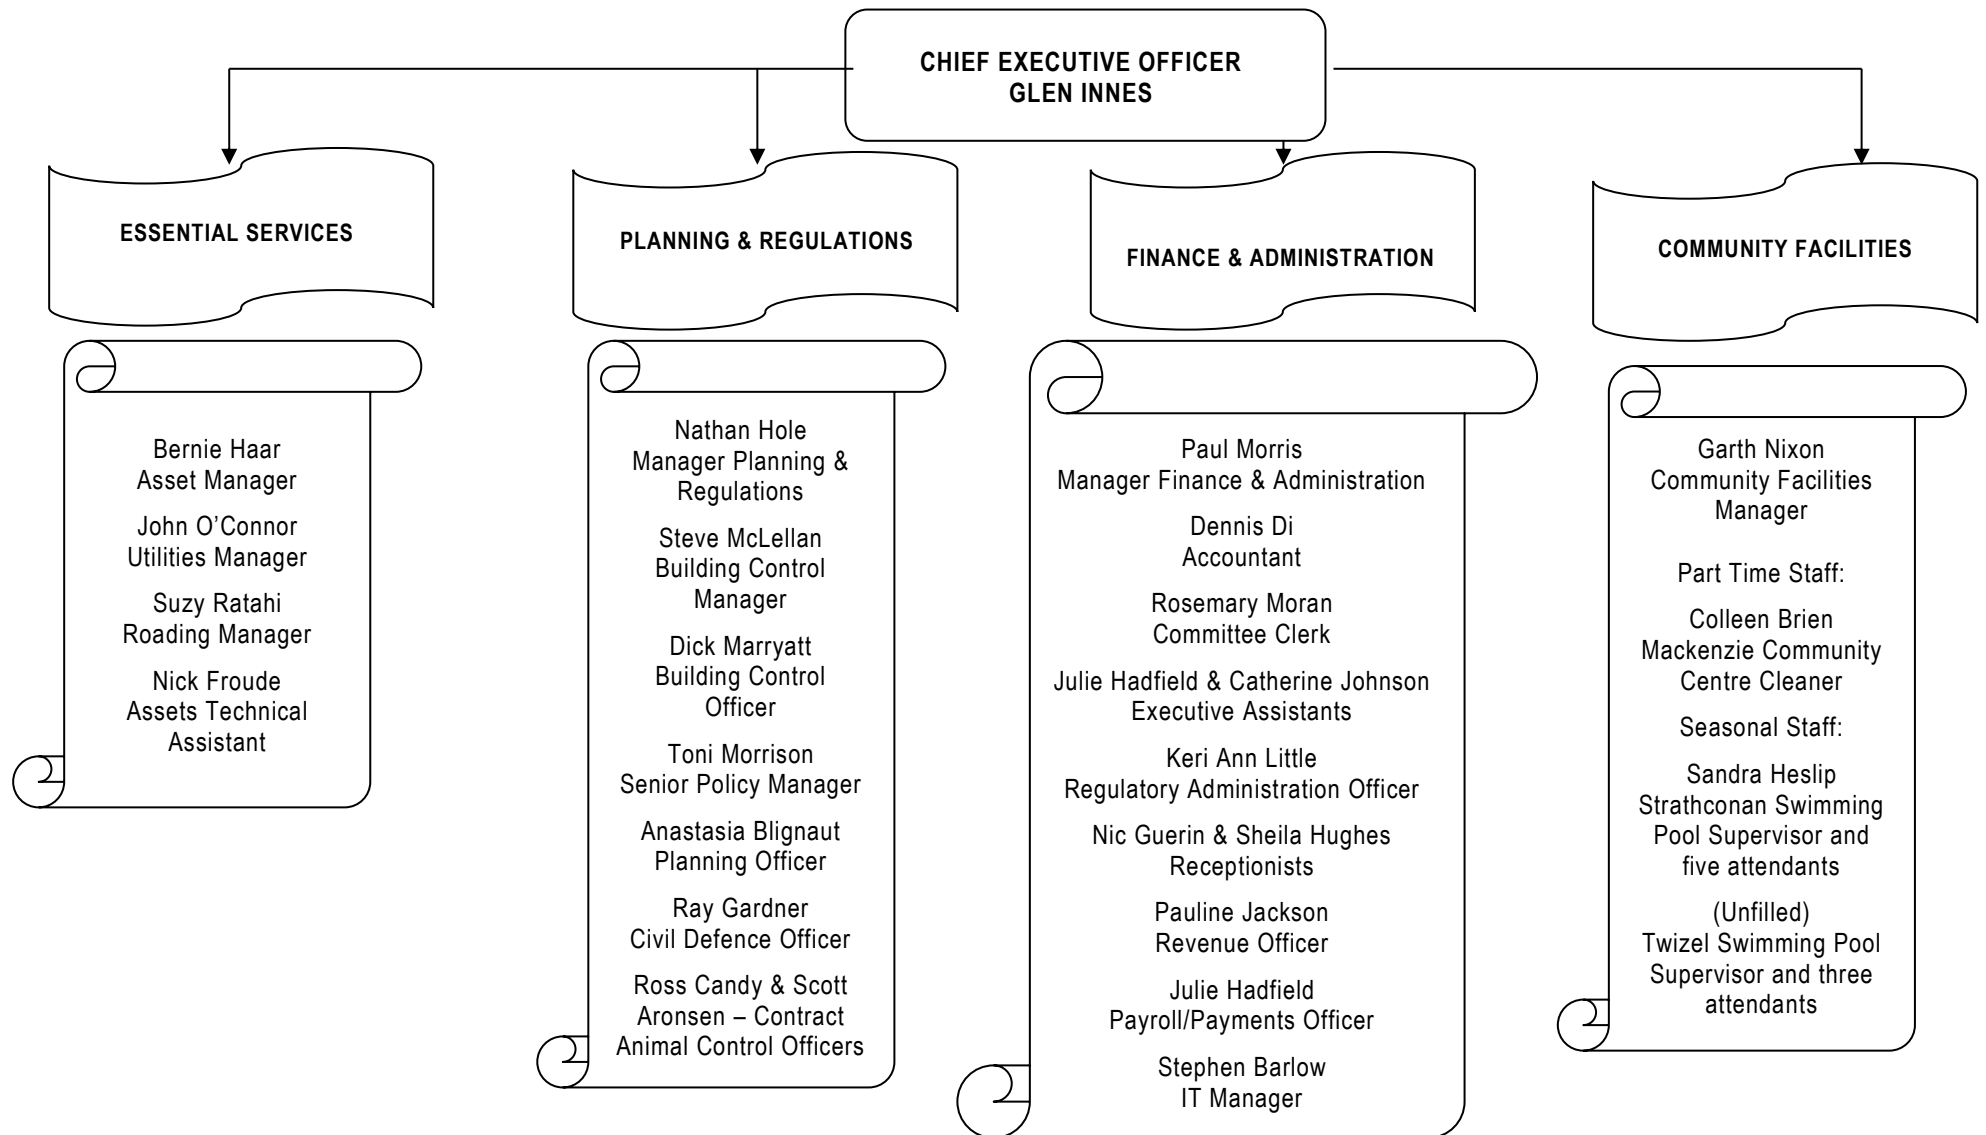 CHIEF EXECUTIVE OFFICER
GLEN INNES
ESSENTIAL SERVICES
Bernie Haar
Asset Manager
John O’Connor
Utilities Manager
Suzy Ratahi
Roading Manager
Nick Froude
Assets Technical
Assistant
PLANNING & REGULATIONS
Nathan Hole
Manager Planning &
Regulations
Steve McLellan
Building Control
Manager
Dick Marryatt
Building Control
Officer
Toni Morrison
Senior Policy Manager
Anastasia Blignaut
Planning Officer
Ray Gardner
Civil Defence Officer
Ross Candy & Scott
Aronsen – Contract
Animal Control Officers
FINANCE & ADMINISTRATION
Paul Morris
Manager Finance & Administration
Dennis Di
Accountant
Rosemary Moran
Committee Clerk
Julie Hadfield & Catherine Johnson
Executive Assistants
Keri Ann Little
Regulatory Administration Officer
Nic Guerin & Sheila Hughes
Receptionists
Pauline Jackson
Revenue Officer
Julie Hadfield
Payroll/Payments Officer
Stephen Barlow
IT Manager
COMMUNITY FACILITIES
Garth Nixon
Community Facilities
Manager
Part Time Staff:
Colleen Brien
Mackenzie Community
Centre Cleaner
Seasonal Staff:
Sandra Heslip
Strathconan Swimming
Pool Supervisor and
five attendants
(Unfilled)
Twizel Swimming Pool
Supervisor and three
attendants